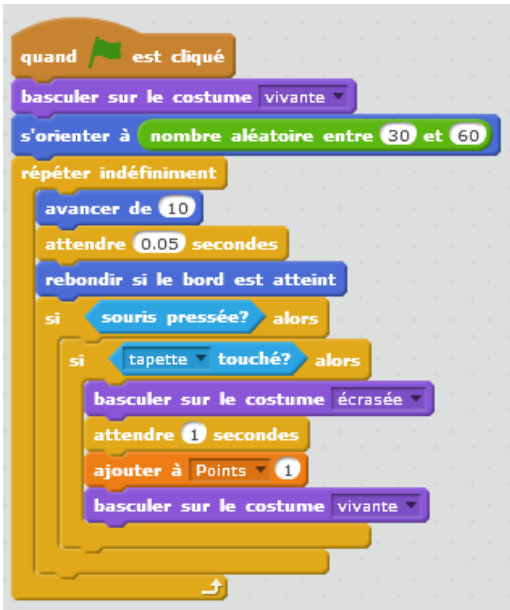 quand est cliqué
basculer sur le costume vivante
s'orienter à nombre aléatoire entre 30 et 60
répéter indéfiniment
avancer de 10
attendre 0.05 secondes
rebondir si le bord est atteint
si souris pressée? alors
si tapette touché? alors
basculer sur le costume écrasée
attendre 1 secondes
ajouter à Points 1
basculer sur le costume vivante